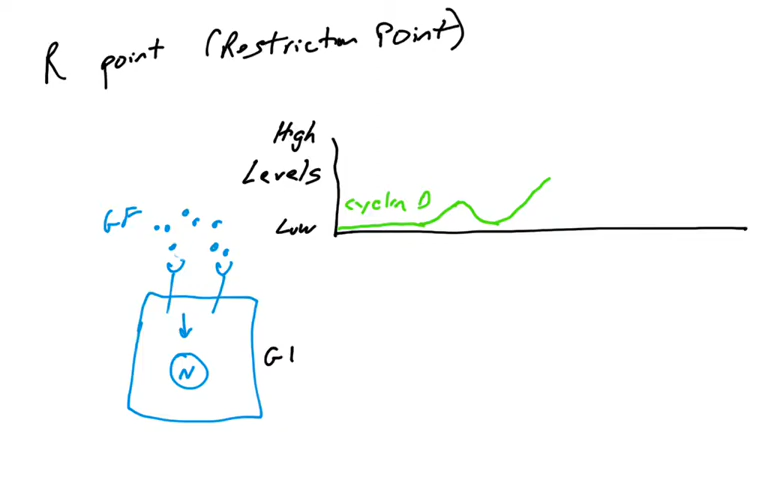 R point (Restriction Point)
High
Levels
cyclin D
GF
Low
G1
N